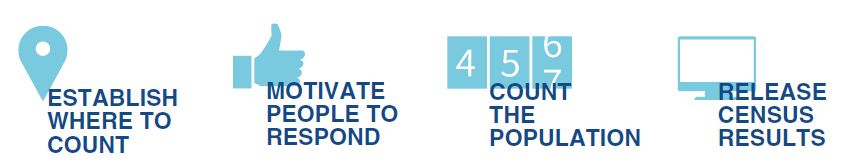 ESTABLISH
WHERE TO
COUNT
MOTIVATE
PEOPLE TO
RESPOND
4 5 6
7
COUNT
THE
POPULATION
RELEASE
CENSUS
RESULTS